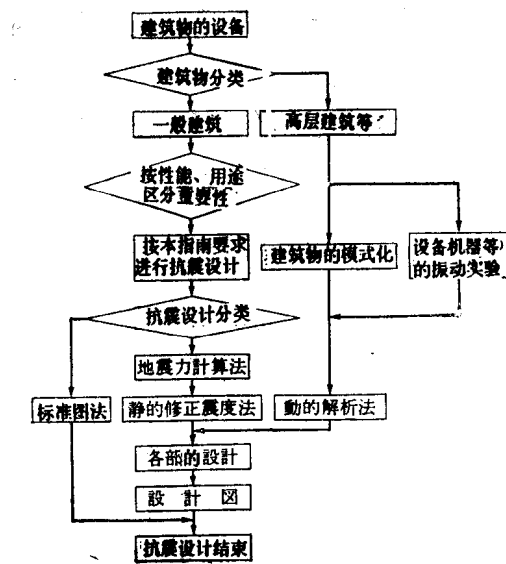 建筑物的设备
建筑物分类
一般建筑
高层建筑等
按性能、用途
区分重要性
按本指南要求
进行抗震设计
建筑物的模式化
设备机器等
的振动实验
抗震设计分类
地震力計算法
标准图法
静的修正震度法
動的解析法
各部的設計
設計図
抗震设计结束